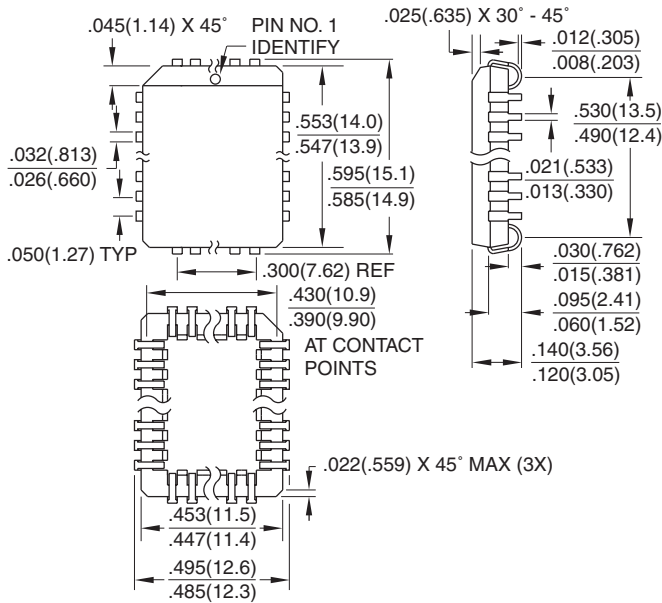 .045(1.14) X 45°
PIN NO. 1
IDENTIFY
.025(.635) X 30° - 45°
.012(.305)
.008(.203)
.553(14.0)
.547(13.9)
.595(15.1)
.585(14.9)
.032(.813)
.026(.660)
.050(1.27) TYP
.530(13.5)
.490(12.4)
.021(.533)
.013(.330)
.300(7.62) REF
.430(10.9)
.390(9.90)
AT CONTACT
POINTS
.030(.762)
.015(.381)
.095(2.41)
.060(1.52)
.140(3.56)
.120(3.05)
.022(.559) X 45° MAX (3X)
.453(11.5)
.447(11.4)
.495(12.6)
.485(12.3)